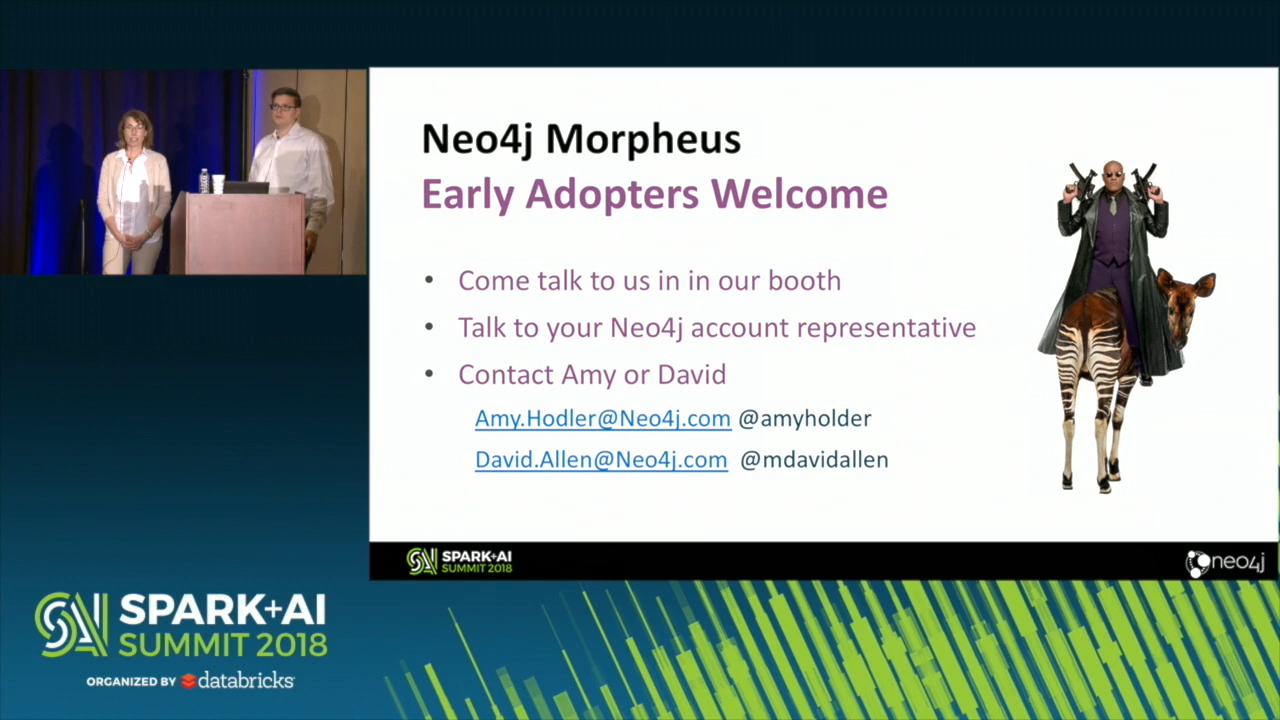 Neo4j Morpheus
Early Adopters Welcome
• Come talk to us in in our booth
• Talk to your Neo4j account representative
• Contact Amy or David
Amy.Hodler@Neo4j.com @amyholder
David.Allen@Neo4j.com @mdavidallen
SPARK+AI
SUMMIT 2018
neo4j
SPARK+AI
SUMMIT 2018
ORGANIZED BY databricks